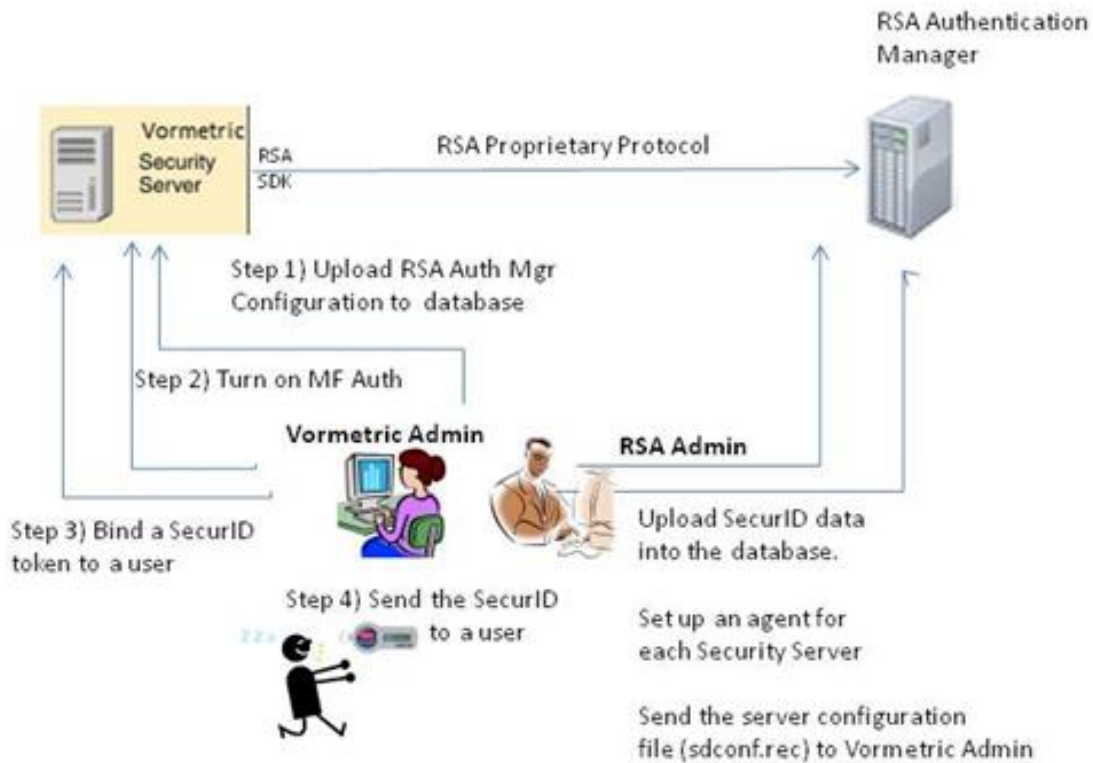 RSA Authentication
Manager
Vormetric
Security
Server
RSA
SDK
RSA Proprietary Protocol
Step 1) Upload RSA Auth Mgr
Configuration to database
Step 2) Turn on MF Auth
Vormetric Admin
RSA Admin
Step 3) Bind a SecurID
token to a user
Upload SecurID data
into the database.
Step 4) Send the SecurID
to a user
Set up an agent for
each Security Server
Send the server configuration
file (sdconf.rec) to Vormetric Admin